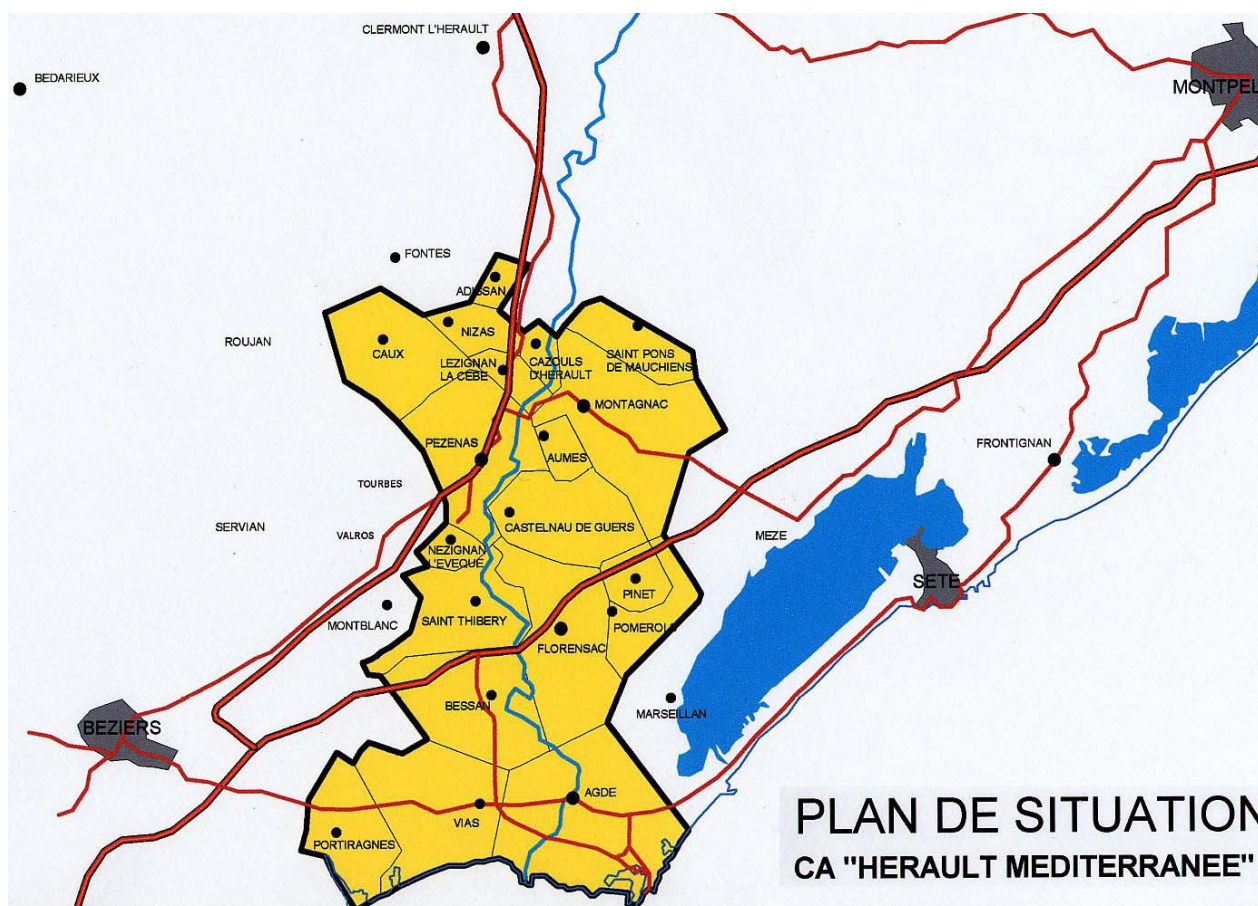 CLERMONT L'HERAULT
BEDARIEUX
MONTPEL
FONTES
ADISSAN
NIZAS
ROUJAN
CAUX
SAINT PONS
DE MAUCHIENS
LEZIGNAN
LA CEBE
CAZOULS
D'HERAULT
MONTAGNAC
PEZENAS
AUMES
FRONTIGNAN
TOURBES
SERVIAN
CASTELNAU DE GUERS
VALROS
MEZE
NEZIGNAN
L'EVEQUE
SETE
PINET
MONTBLANC
SAINT THIBERY
POMEROLS
FLORENSAC
BESSAN
MARSEILLAN
BEZIERS
AGDE
VIAS
PORTIRAGNES
PLAN DE SITUATION
CA "HERAULT MEDITERRANEE"